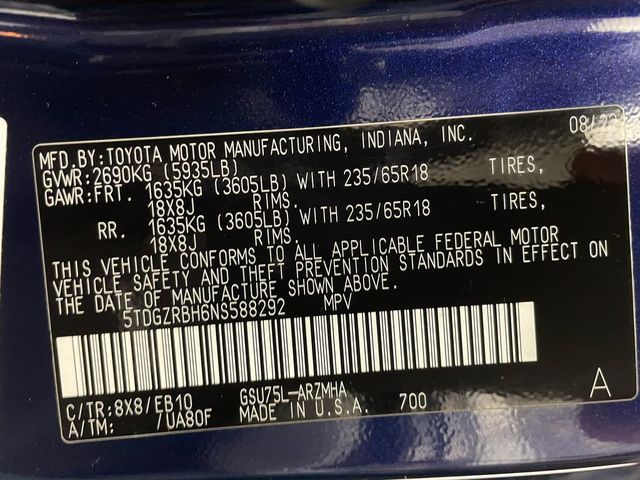 MFD.BY:TOYOTA MOTOR MANUFACTURING, INDIANA, INC. 08/22
GVWR:2690KG (5935LB)
GAWR:FRT. 1635KG (3605LB) WITH 235/65R18 TIRES,
18X8J RIMS.
RR. 1635KG (3605LB) WITH 235/65R18 TIRES,
18X8J RIMS.
THIS VEHICLE CONFORMS TO ALL APPLICABLE FEDERAL MOTOR
VEHICLE SAFETY AND THEFT PREVENTION STANDARDS IN EFFECT ON
THE DATE OF MANUFACTURE SHOWN ABOVE.
5TDGZRBH6NS588292 MPV
C/TR:8X8/EB10 GSU75L-ARZMHA A
A/TM: /UA80F MADE IN U.S.A. 700